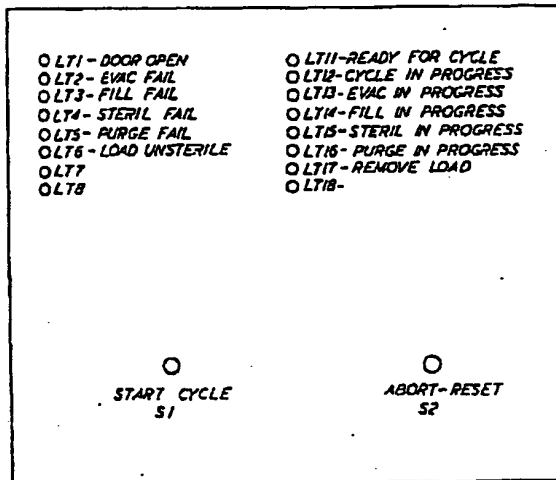 LT1-DOOR OPEN
LT2-EVAC FAIL
LT3-FILL FAIL
LT4-STERIL FAIL
LT5-PURGE FAIL
LT6-LOAD UNSTERILE
LT7
LT8
LT11-READY FOR CYCLE
LT12-CYCLE IN PROGRESS
LT13-EVAC IN PROGRESS
LT14-FILL IN PROGRESS
LT15-STERIL IN PROGRESS
LT16-PURGE IN PROGRESS
LT17-REMOVE LOAD
LT18-
START CYCLE
S1
ABORT-RESET
S2